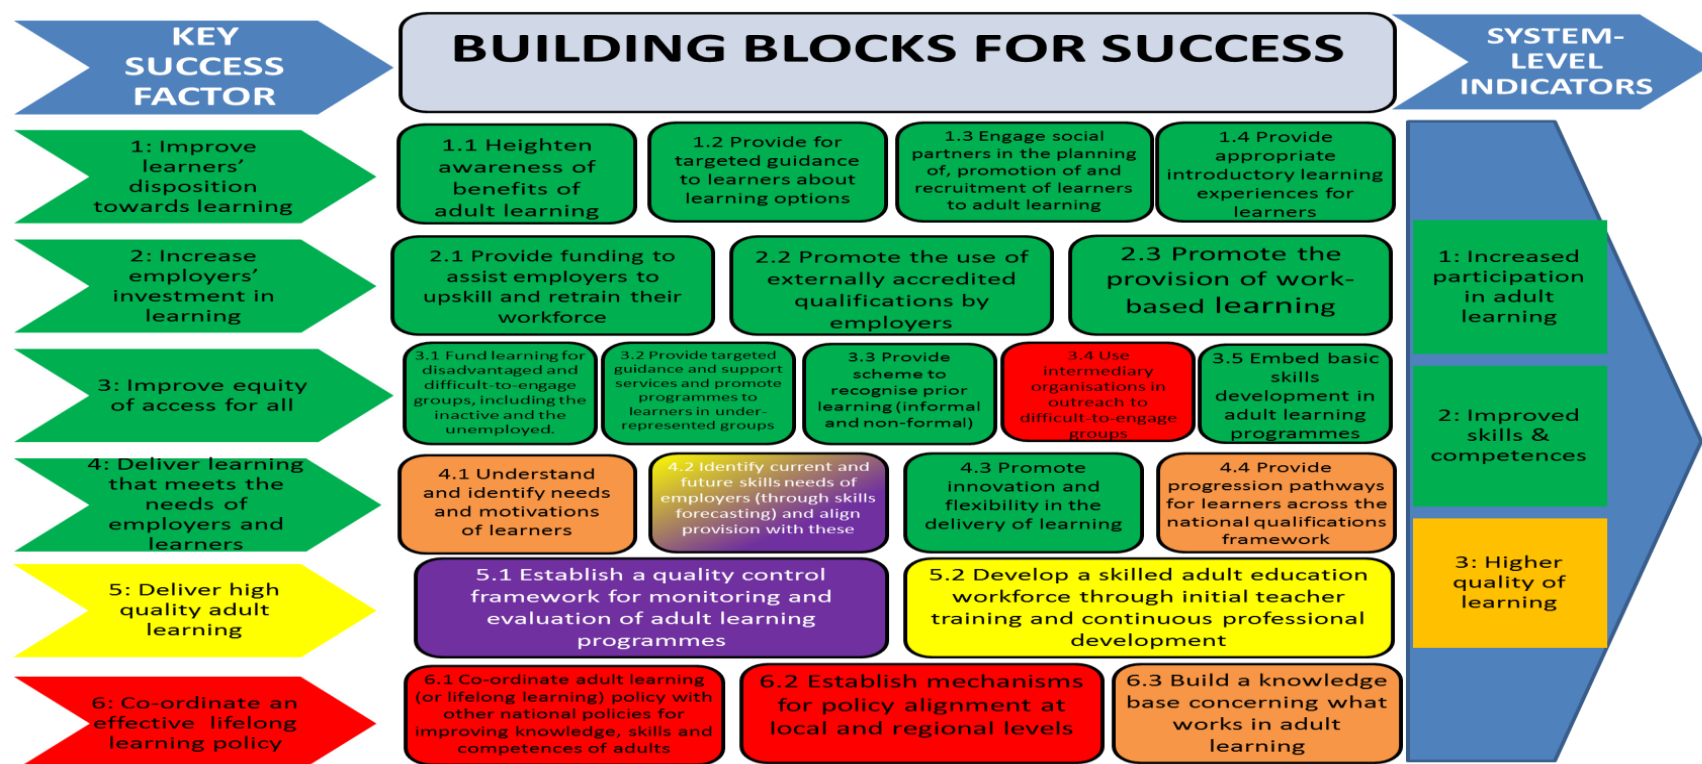 KEY
SUCCESS
FACTOR
BUILDING BLOCKS FOR SUCCESS
SYSTEM-
LEVEL
INDICATORS
1: Improve
learners’
disposition
towards learning
1.1 Heighten
awareness of
benefits of
adult learning
1.2 Provide for
targeted guidance
to learners about
learning options
1.3 Engage social
partners in the planning
of, promotion of and
recruitment of learners
to adult learning
1.4 Provide
appropriate
introductory learning
experiences for
learners
2: Increase
employers’
investment in
learning
2.1 Provide funding to
assist employers to
upskill and retrain their
workforce
2.2 Promote the use of
externally accredited
qualifications by
employers
2.3 Promote the
provision of work-
based learning
3: Improve equity
of access for all
3.1 Fund learning for
disadvantaged and
difficult-to-engage
groups, including the
inactive and the
unemployed.
3.2 Provide targeted
guidance and support
services and promote
programmes to
learners in under-
represented groups
3.3 Provide
scheme to
recognise prior
learning (informal
and non-formal)
3.4 Use
intermediary
organisations in
outreach to
difficult-to-engage
groups
3.5 Embed basic
skills
development in
adult learning
programmes
4: Deliver learning
that meets the
needs of
employers and
learners
4.1 Understand
and identify needs
and motivations
of learners
4.2 Identify current and
future skills needs of
employers (through skills
forecasting) and align
provision with these
4.3 Promote
innovation and
flexibility in the
delivery of learning
4.4 Provide
progression pathways
for learners across the
national qualifications
framework
5: Deliver high
quality adult
learning
5.1 Establish a quality control
framework for monitoring and
evaluation of adult learning
programmes
5.2 Develop a skilled adult education
workforce through initial teacher
training and continuous professional
development
6: Co-ordinate an
effective lifelong
learning policy
6.1 Co-ordinate adult learning
(or lifelong learning) policy with
other national policies for
improving knowledge, skills and
competences of adults
6.2 Establish mechanisms
for policy alignment at
local and regional levels
6.3 Build a knowledge
base concerning what
works in adult
learning
1: Increased
participation
in adult
learning
2: Improved
skills &
competences
3: Higher
quality of
learning